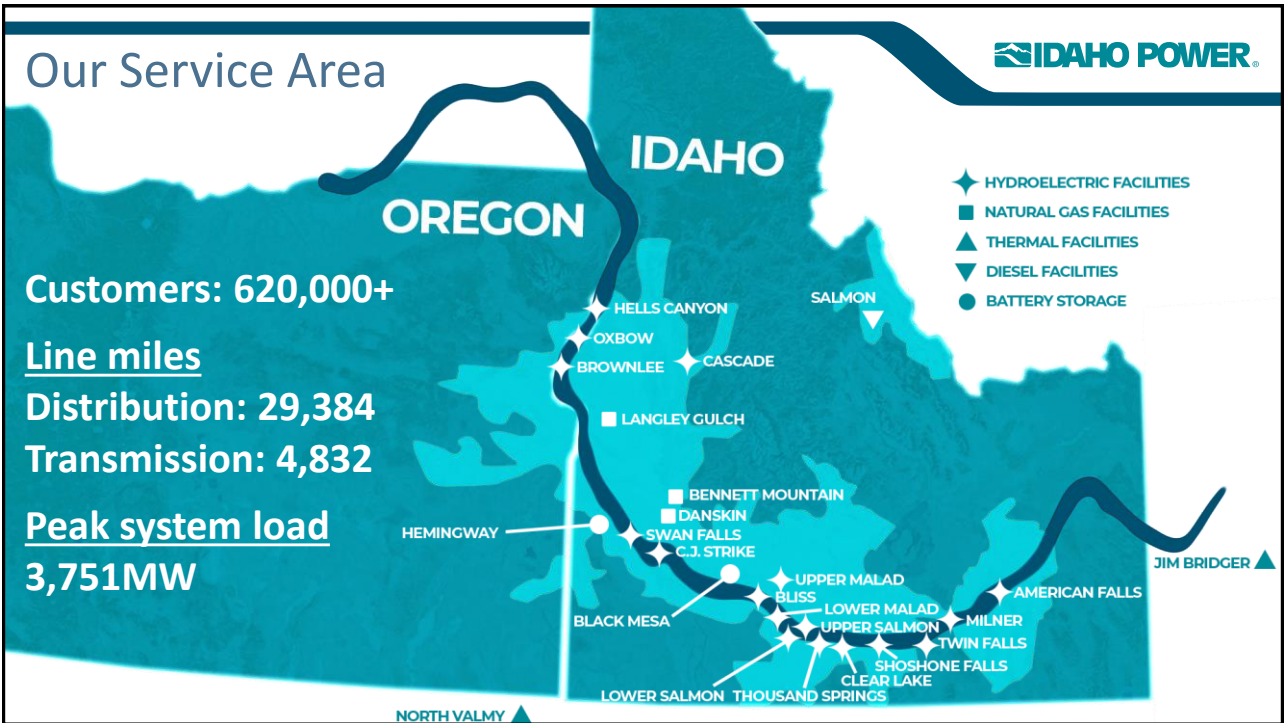 Our Service Area
IDAHO POWER®
IDAHO
OREGON
HYDROELECTRIC FACILITIES
NATURAL GAS FACILITIES
THERMAL FACILITIES
DIESEL FACILITIES
BATTERY STORAGE
Customers: 620,000+
Line miles
Distribution: 29,384
Transmission: 4,832
Peak system load
3,751MW
SALMON
HELLS CANYON
OXBOW
BROWNLEE
CASCADE
LANGLEY GULCH
BENNETT MOUNTAIN
DANSKIN
HEMINGWAY
SWAN FALLS
C.J. STRIKE
JIM BRIDGER
UPPER MALAD
BLISS
AMERICAN FALLS
LOWER MALAD
BLACK MESA
UPPER SALMON
MILNER
TWIN FALLS
SHOSHONE FALLS
CLEAR LAKE
LOWER SALMON
THOUSAND SPRINGS
NORTH VALMY